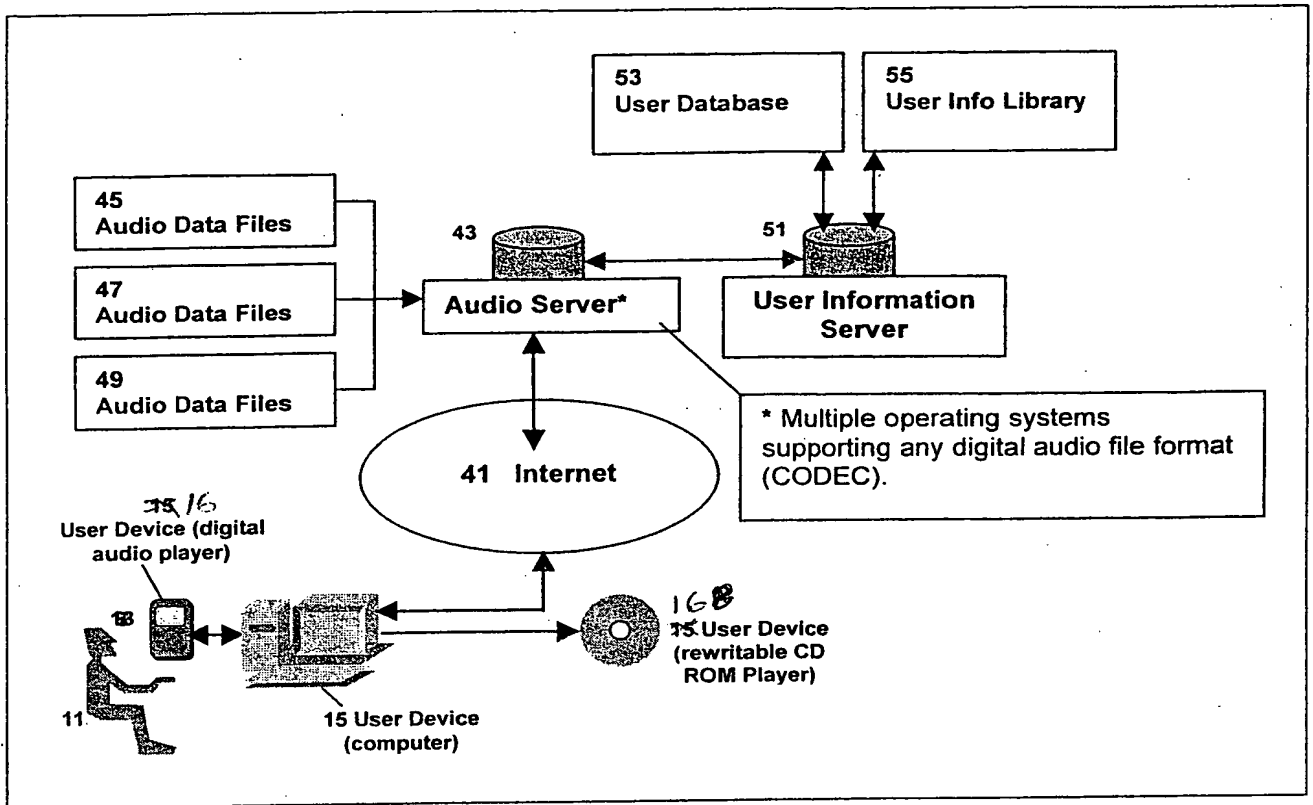 53
User Database
55
User Info Library
45
Audio Data Files
43
51
47
Audio Data Files
Audio Server*
User Information
Server
49
Audio Data Files
* Multiple operating systems
supporting any digital audio file format
(CODEC).
41 Internet
16
User Device (digital
audio player)
15 User Device
(rewritable CD
ROM Player)
11
15 User Device
(computer)